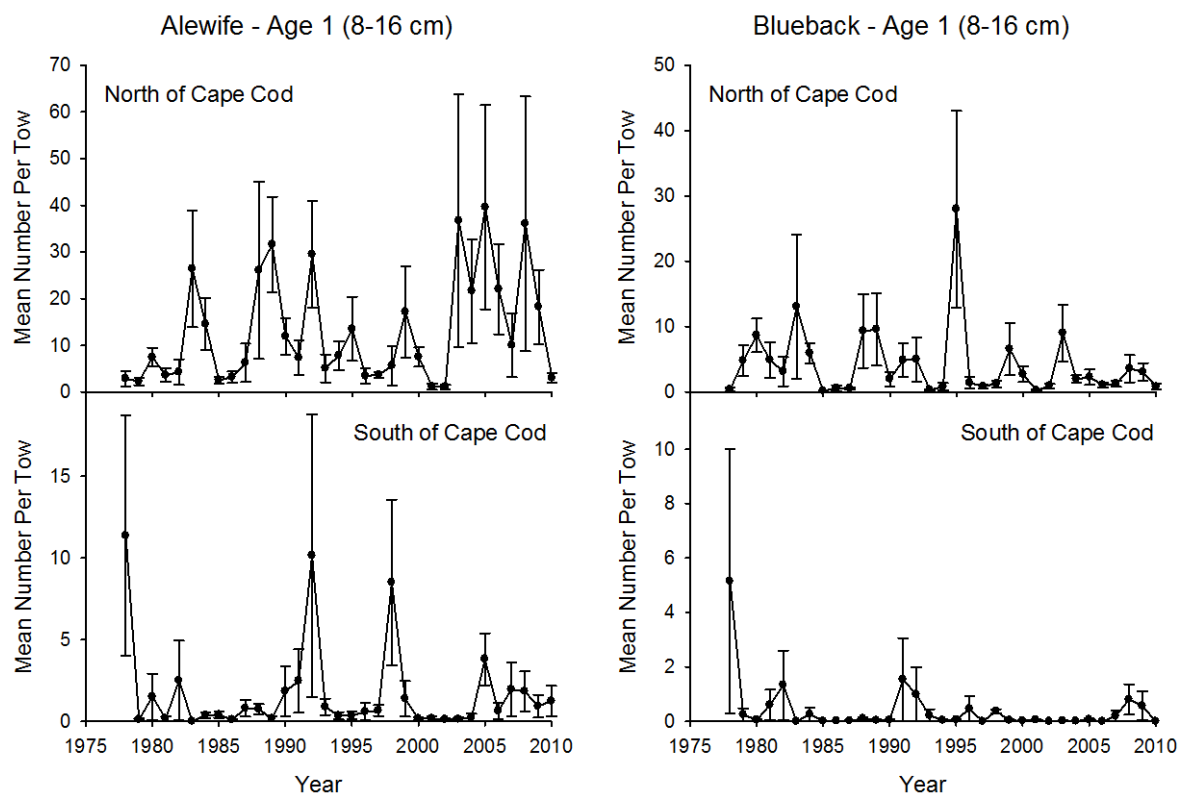 Alewife - Age 1 (8-16 cm)
Blueback - Age 1 (8-16 cm)
North of Cape Cod
Mean Number Per Tow
70
60
50
40
30
20
10
0
North of Cape Cod
Mean Number Per Tow
50
40
30
20
10
0
South of Cape Cod
Mean Number Per Tow
15
10
5
0
1975 1980 1985 1990 1995 2000 2005 2010
Year
South of Cape Cod
Mean Number Per Tow
10
8
6
4
2
0
1975 1980 1985 1990 1995 2000 2005 2010
Year